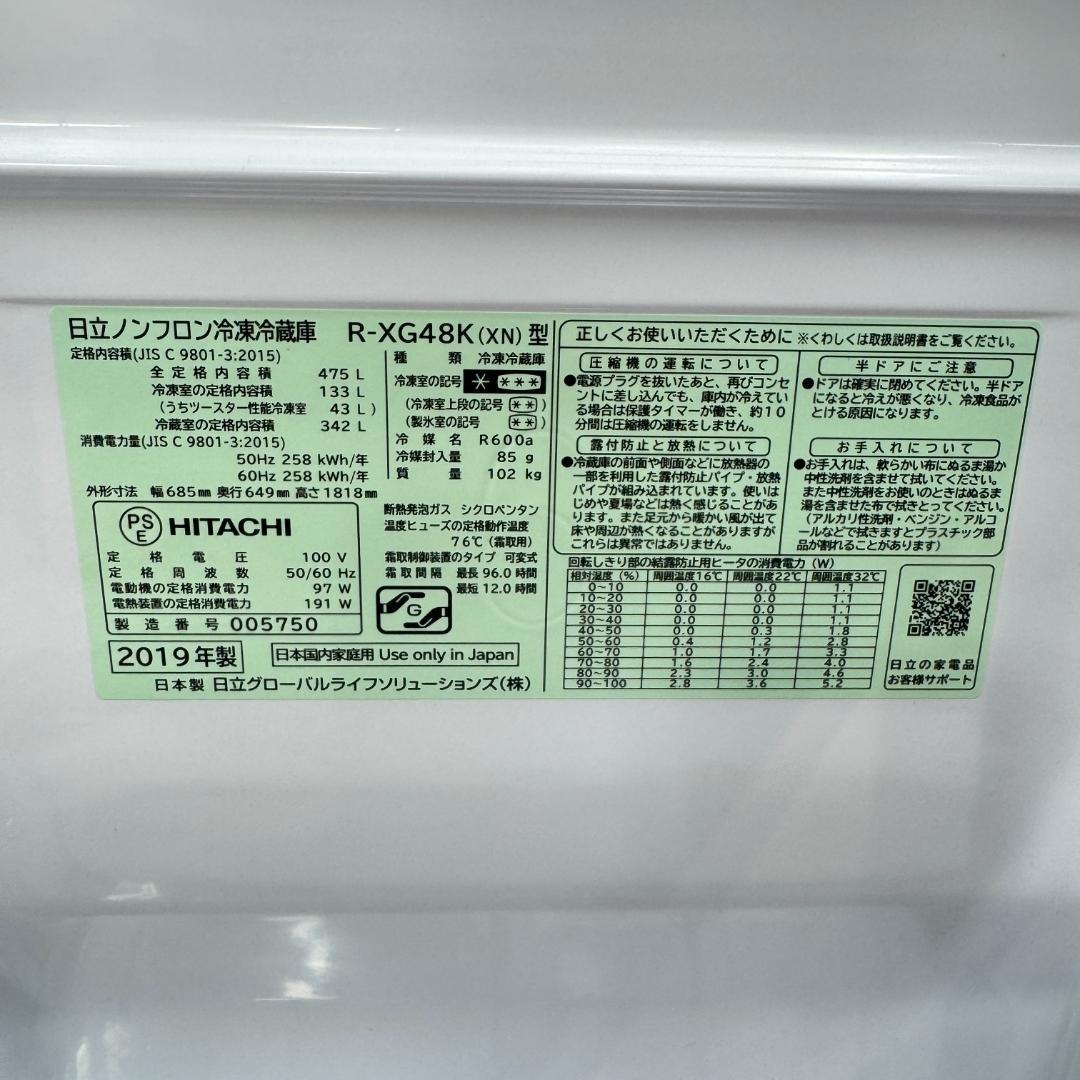 日立ノンフロン冷凍冷蔵庫 R-XG48K(XN)型
定格内容積(JIS C 9801-3:2015)
全定格内容積 475 L
冷凍室の定格内容積 133 L
(うちツースター性能冷凍室 43 L)
冷蔵室の定格内容積 342 L
消費電力量(JIS C 9801-3:2015)
50Hz 258 kWh/年
60Hz 258 kWh/年
外形寸法 幅685㎜ 奥行649㎜ 高さ1818㎜
PS E HITACHI
定格電圧 100 V
定格周波数 50/60 Hz
電動機の定格消費電力 97 W
電熱装置の定格消費電力 191 W
製造番号 005750
2019年製
日本国内家庭用 Use only in Japan
日本製 日立グローバルライフソリューションズ(株)
種類 冷凍冷蔵庫
冷凍室の記号 * ***
(冷凍室上段の記号 **)
(製氷室の記号 **)
冷媒名 R600a
冷媒封入量 85 g
質量 102 kg
断熱発泡ガス シクロペンタン
温度ヒューズの定格動作温度
76℃(霜取用)
霜取制御装置のタイプ 可変式
霜取間隔 最長96.0時間
最短12.0時間
G
正しくお使いいただくために ※くわしくは取扱説明書をご覧ください。
圧縮機の運転について
●電源プラグを抜いたあと、再びコンセ
ントに差し込んでも、庫内が冷えてい
る場合は保護タイマーが働き、約10
分間は圧縮機の運転をしません。
露付防止と放熱について
●冷蔵庫の前面や側面などに放熱器の
一部を利用した露付防止パイプ・放熱
パイプが組み込まれています。使いは
じめや夏場などは熱く感じることがあ
ります。また足元から暖かい風が出て
床や周辺が熱くなることがありますが
これらは異常ではありません。
半ドアにご注意
●ドアは確実に閉めてください。半ドア
になると冷えが悪くなり、冷凍食品が
とける原因になります。
お手入れについて
●お手入れは、軟らかい布にぬるま湯か
中性洗剤を含ませて拭いてください。
また中性洗剤をお使いのときはぬるま
湯を含ませた布で拭きとってください。
(アルカリ性洗剤・ベンジン・アルコ
ールなどで拭きますとプラスチック部
品が割れることがあります)
回転しきり部の結露防止用ヒータの消費電力(W)
相対湿度(%) 周囲温度16℃ 周囲温度22℃ 周囲温度32℃
0~10 0.0 0.0 1.1
10~20 0.0 0.0 1.1
20~30 0.0 0.0 1.1
30~40 0.0 0.0 1.1
40~50 0.0 0.3 1.8
50~60 0.4 1.2 2.8
60~70 1.0 1.7 3.3
70~80 1.6 2.4 4.0
80~90 2.3 3.0 4.6
90~100 2.8 3.6 5.2
日立の家電品
お客様サポート